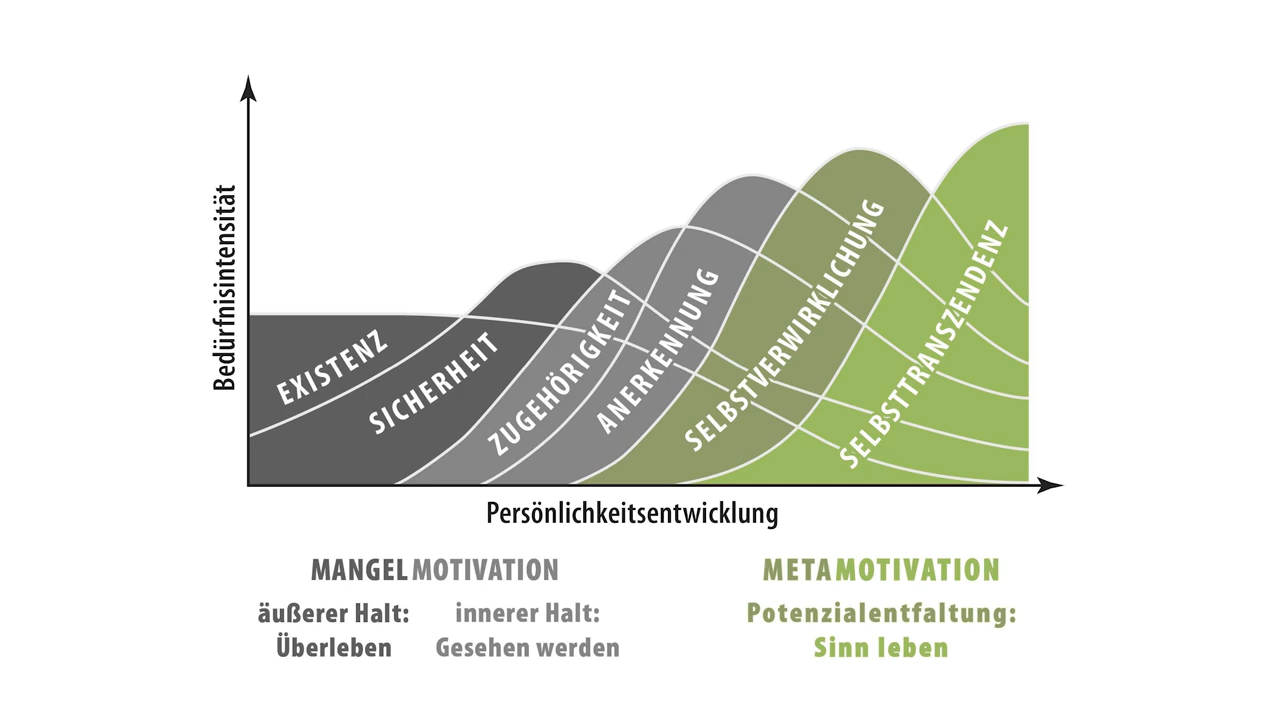 Bedürfnisintensität
EXISTENZ
SICHERHEIT
ZUGEHÖRIGKEIT
ANERKENNUNG
SELBSTVERWIRKLICHUNG
SELBSTTRANSZENDENZ
Persönlichkeitsentwicklung
MANGELMOTIVATION
äußerer Halt:
Überleben
innerer Halt:
Gesehen werden
METAMOTIVATION
Potenzialentfaltung:
Sinn leben